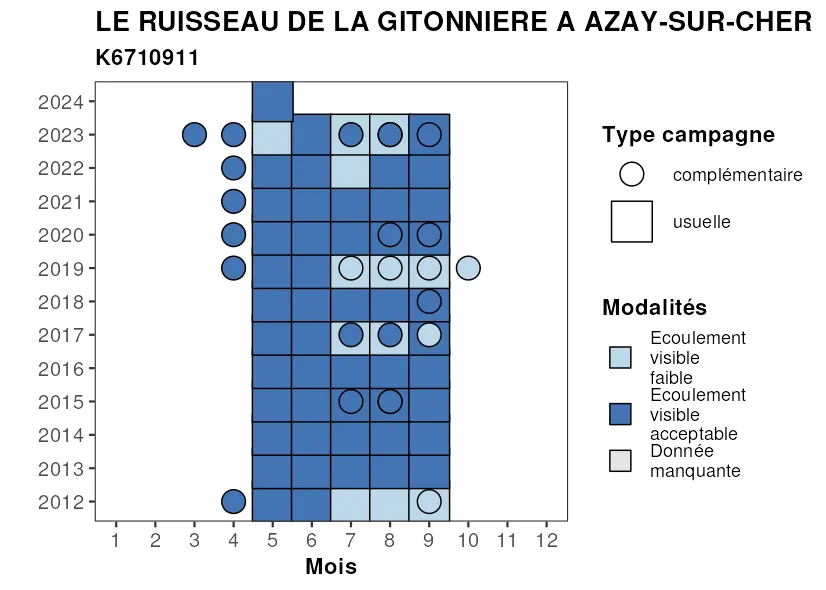 LE RUISSEAU DE LA GITONNIERE A AZAY-SUR-CHER
K6710911
2024
2023
2022
2021
2020
2019
2018
2017
2016
2015
2014
2013
2012
1 2 3 4 5 6 7 8 9 10 11 12
Mois
Type campagne
complémentaire
usuelle
Modalités
Ecoulement
visible
faible
Ecoulement
visible
acceptable
Donnée
manquante